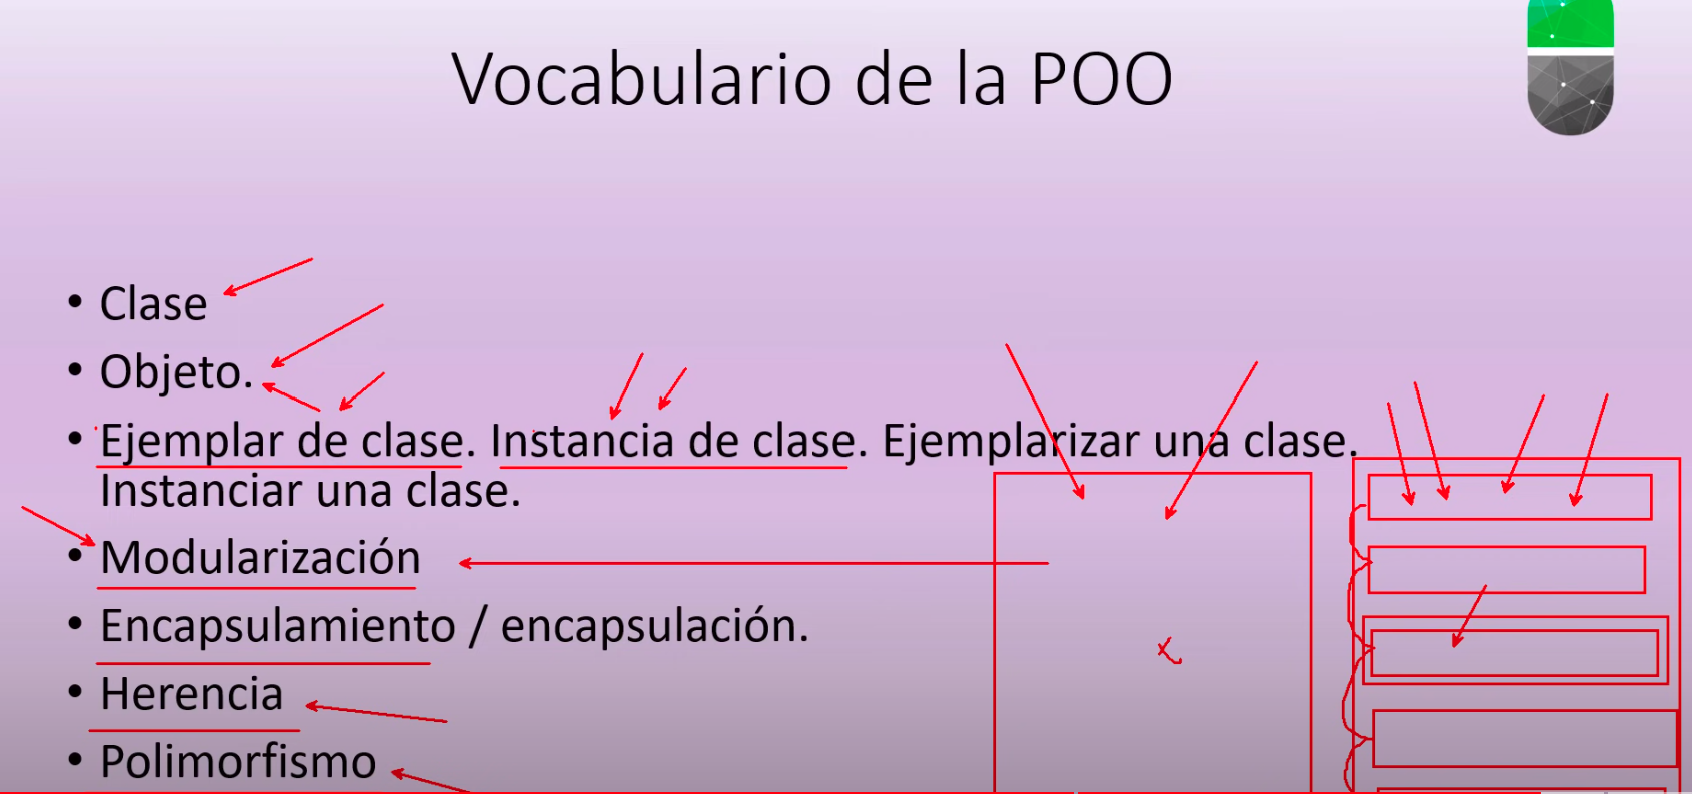 Vocabulario de la POO
• Clase
• Objeto.
• Ejemplar de clase. Instancia de clase. Ejemplarizar una clase.
Instanciar una clase.
• Modularización
• Encapsulamiento / encapsulación.
• Herencia
• Polimorfismo
x